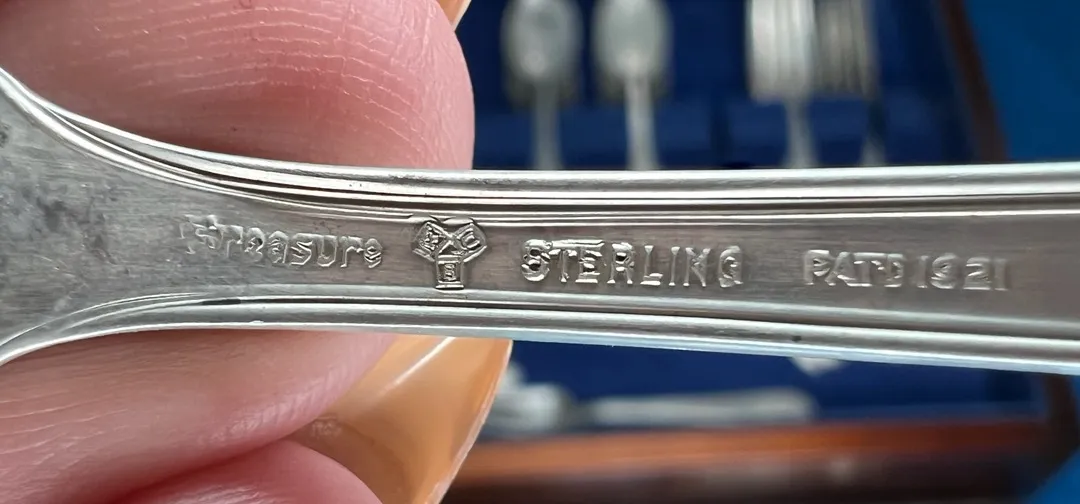 Treasure STERLING PAT'D 1921